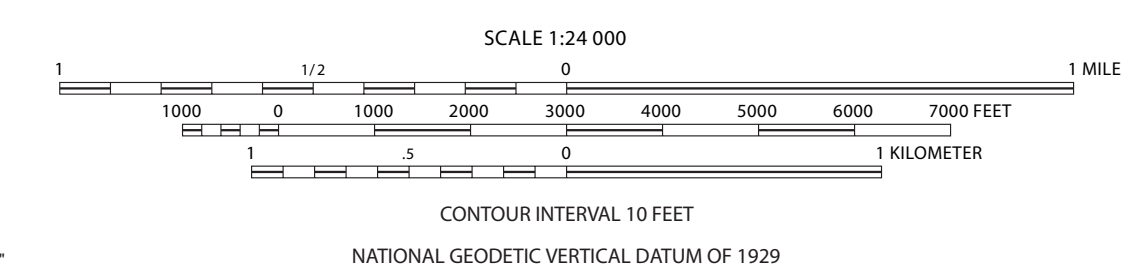 SCALE 1:24 000
1 1/2 0 1 MILE
1000 0 1000 2000 3000 4000 5000 6000 7000 FEET
1 .5 0 1 KILOMETER
CONTOUR INTERVAL 10 FEET
" NATIONAL GEODETIC VERTICAL DATUM OF 1929